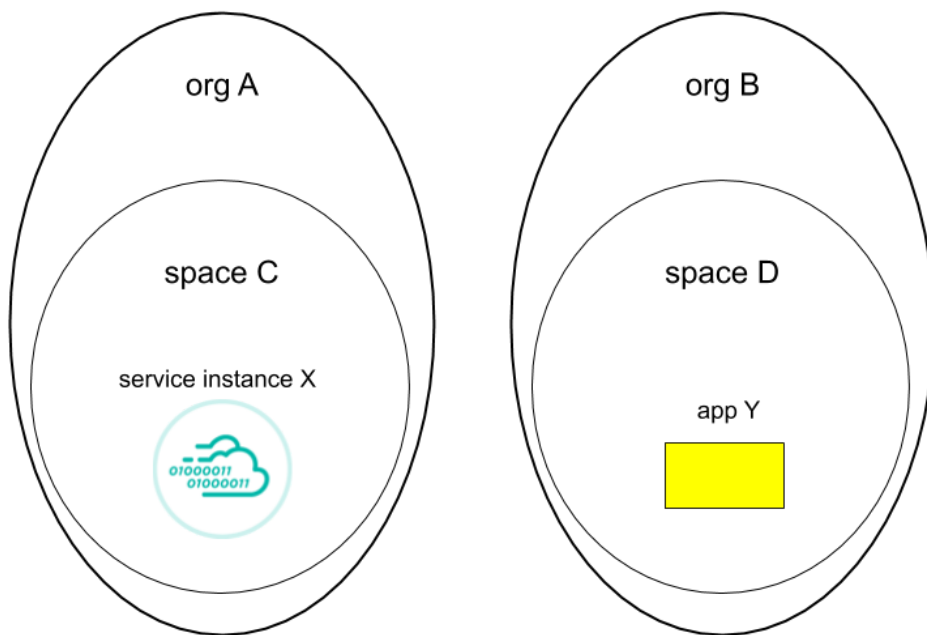 org A
org B
space C
space D
service instance X
app Y
01000011
01000011